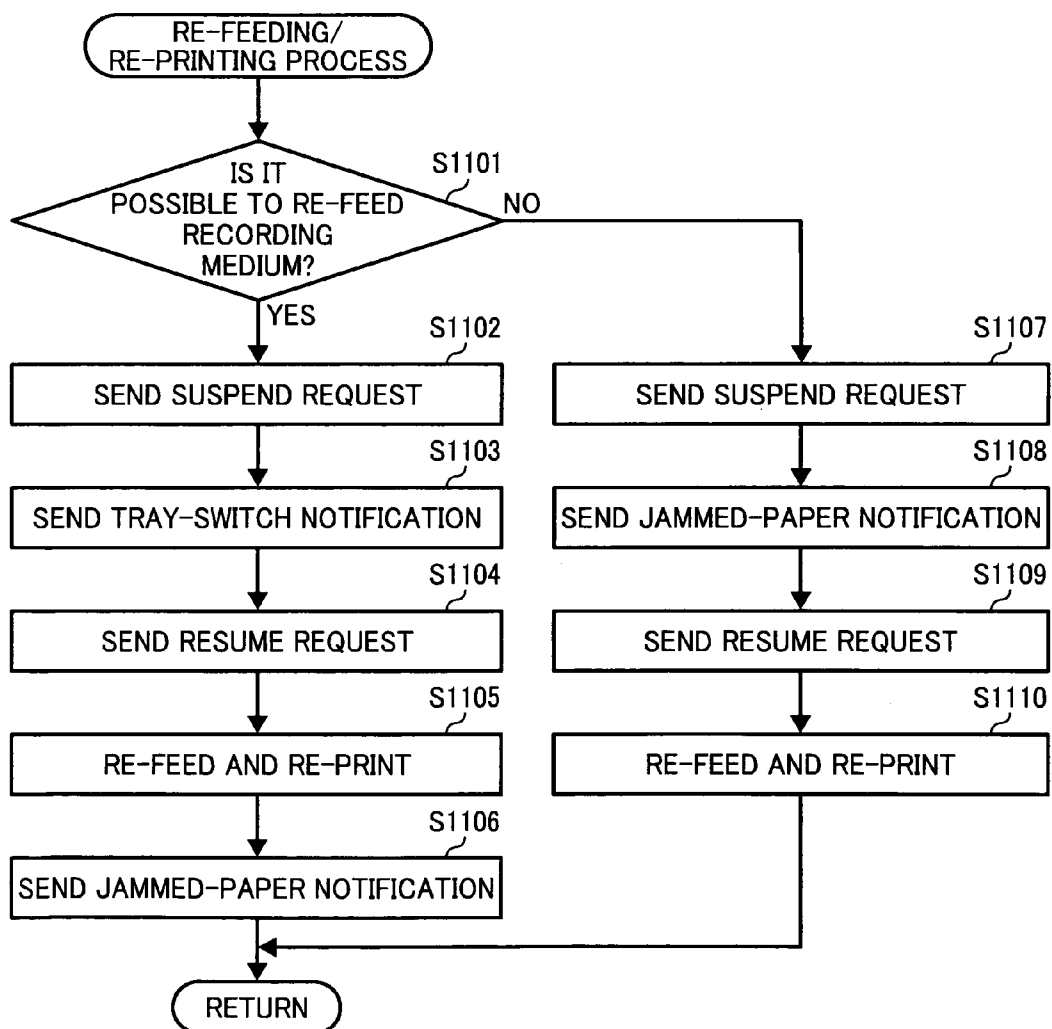 RE-FEEDING/
RE-PRINTING PROCESS
S1101
IS IT
POSSIBLE TO RE-FEED
RECORDING
MEDIUM?
NO
YES
S1102
SEND SUSPEND REQUEST
S1103
SEND TRAY-SWITCH NOTIFICATION
S1104
SEND RESUME REQUEST
S1105
RE-FEED AND RE-PRINT
S1106
SEND JAMMED-PAPER NOTIFICATION
S1107
SEND SUSPEND REQUEST
S1108
SEND JAMMED-PAPER NOTIFICATION
S1109
SEND RESUME REQUEST
S1110
RE-FEED AND RE-PRINT
RETURN